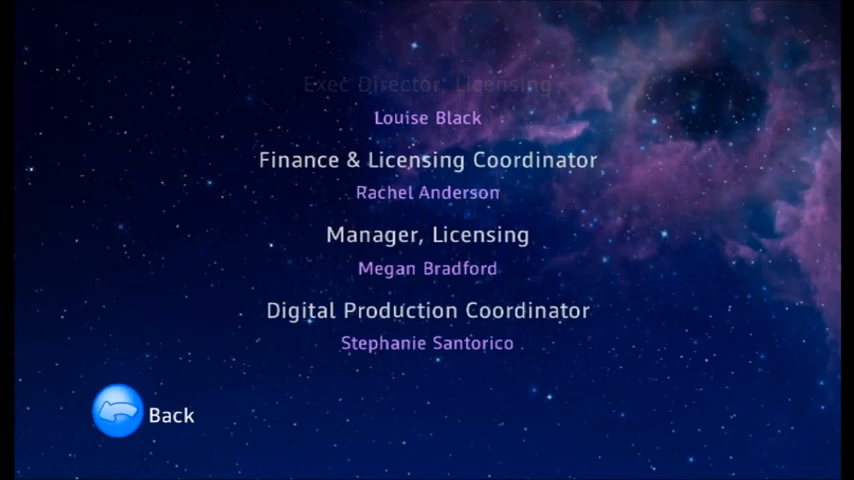 Exec Director, Licensing
Louise Black
Finance & Licensing Coordinator
Rachel Anderson
Manager, Licensing
Megan Bradford
Digital Production Coordinator
Stephanie Santorico
Back